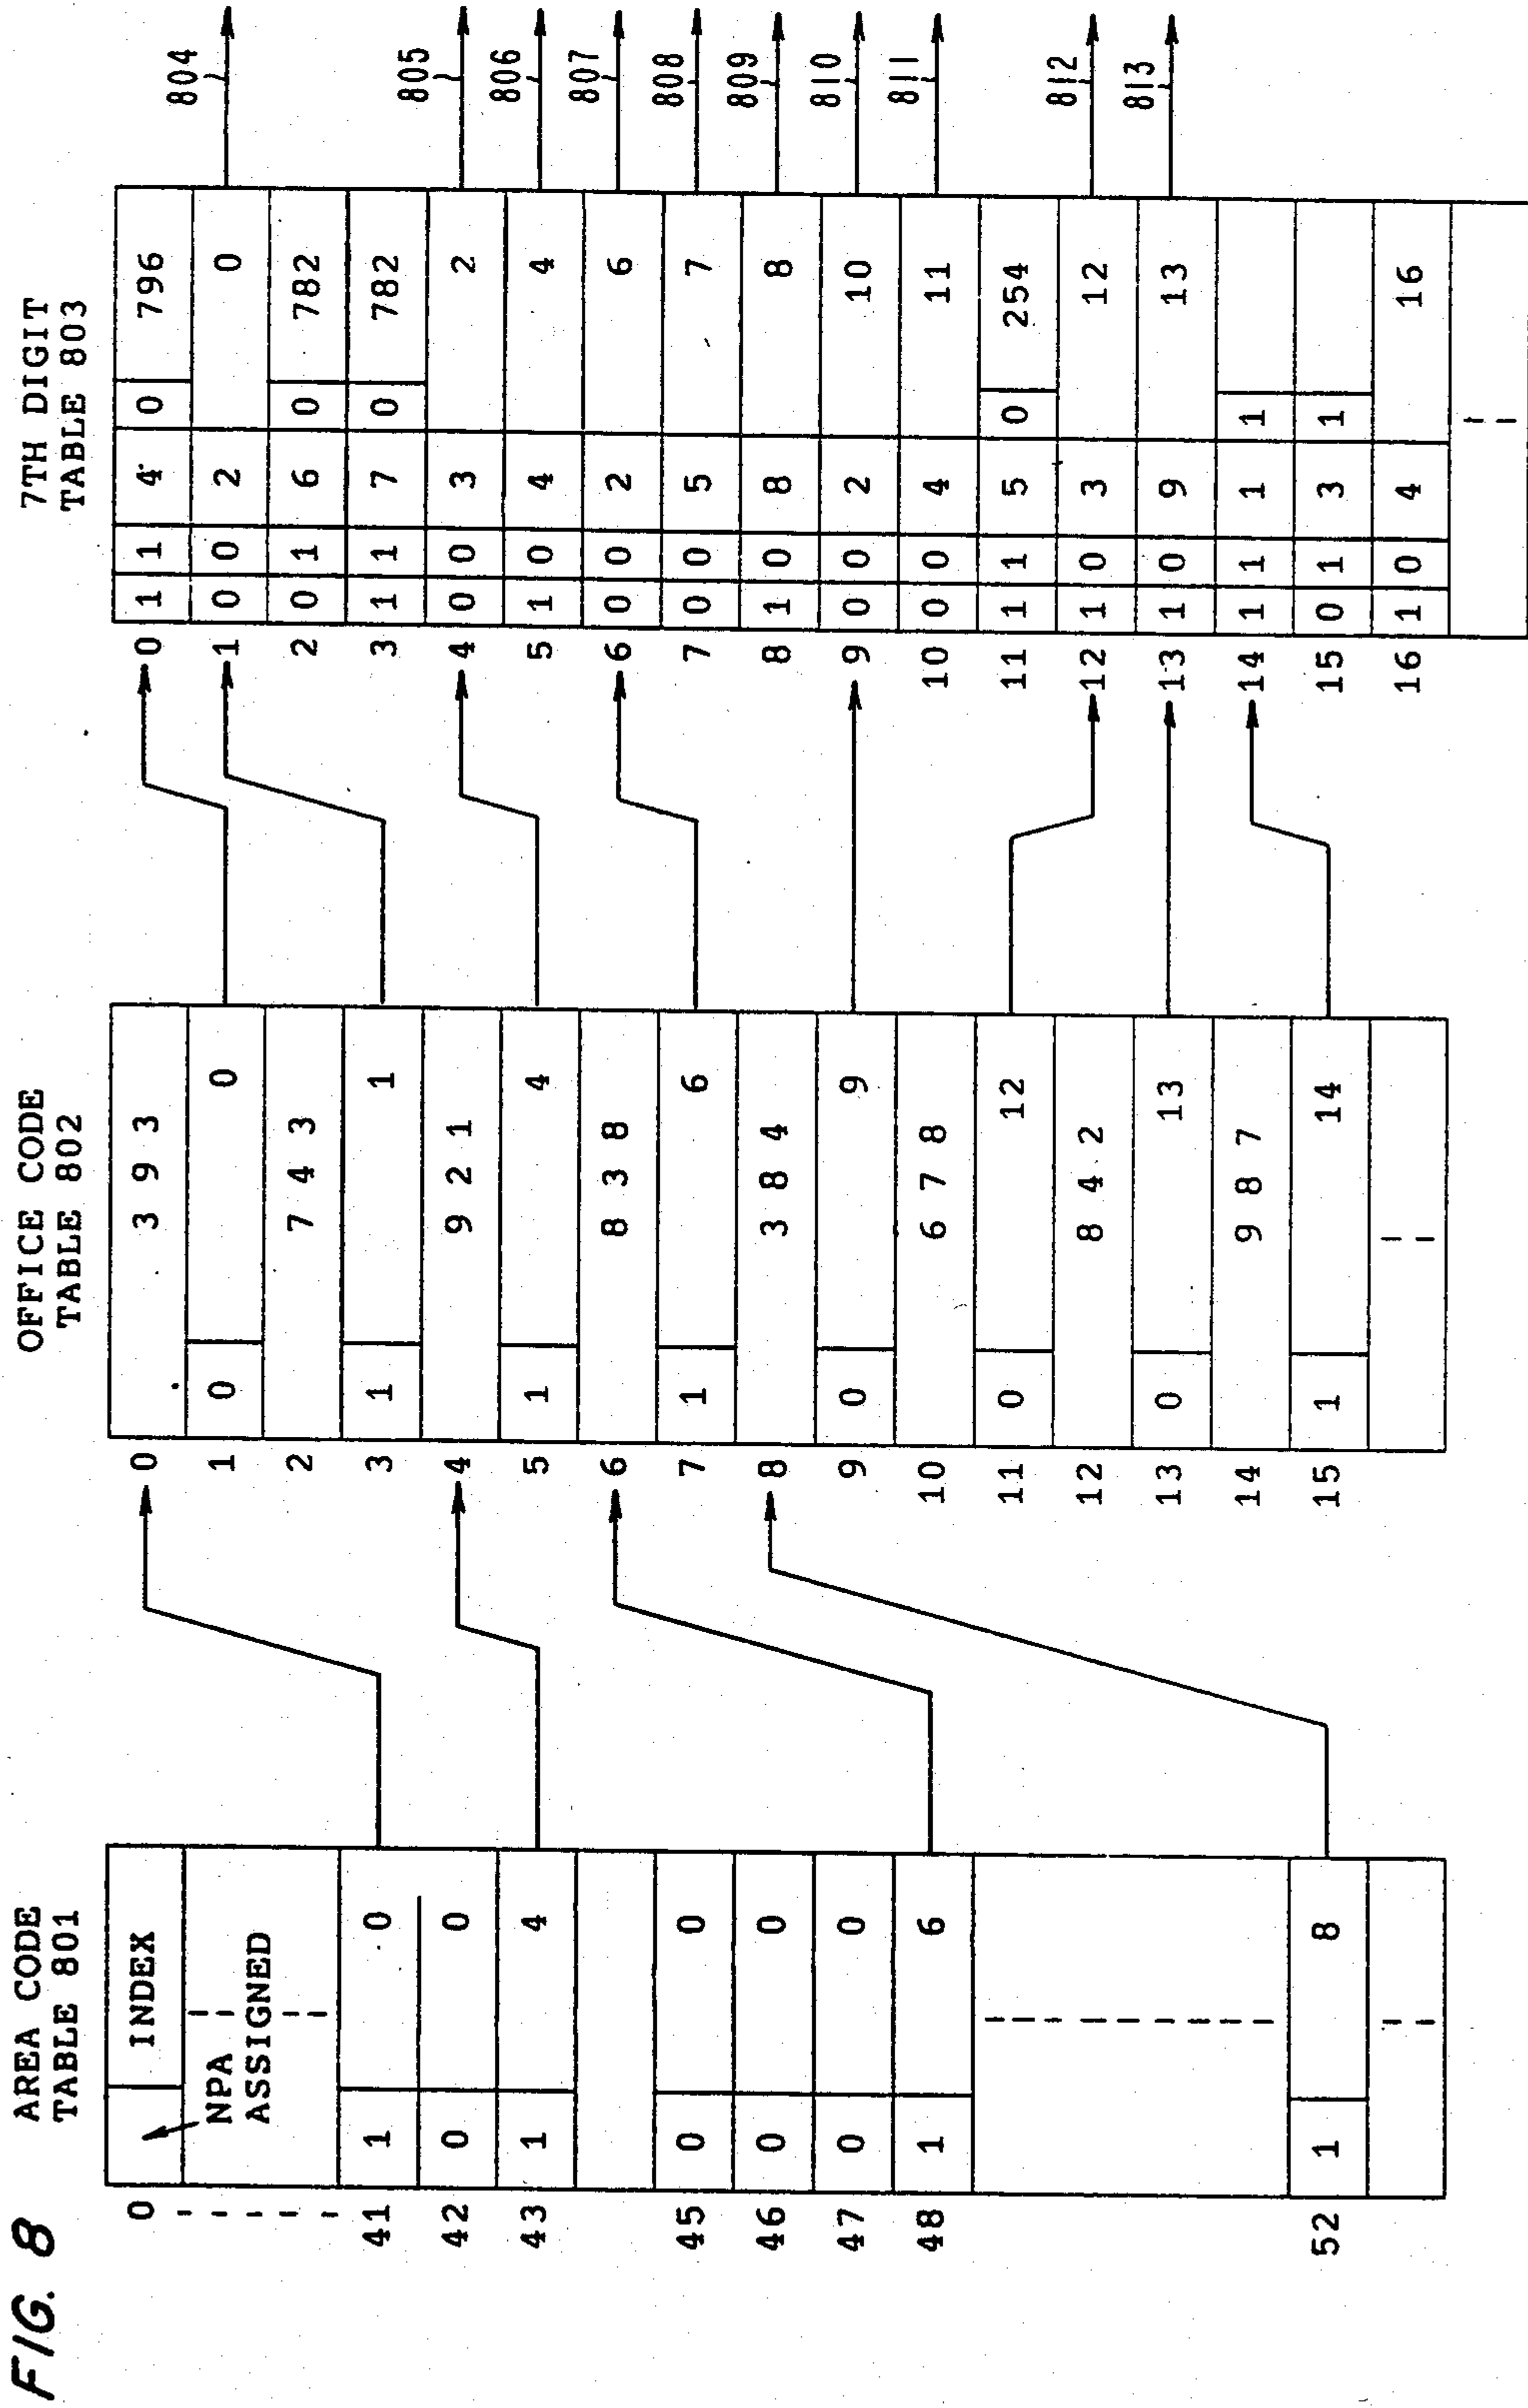 FIG. 8
AREA CODE
TABLE 801
0 INDEX
NPA
ASSIGNED
41 1 0
42 0 0
43 1 4
45 0 0
46 0 0
47 0 0
48 1 6
52 1 8
OFFICE CODE
TABLE 802
0 3 9 3
1 0 0
2 7 4 3
3 1 1
4 9 2 1
5 1 4
6 8 3 8
7 1 6
8 3 8 4
9 0 9
10 6 7 8
11 0 12
12 8 4 2
13 0 13
14 9 8 7
15 1 14
7TH DIGIT
TABLE 803
0 1 1 4 0 796
1 0 0 2 0 804
2 0 1 6 0 782
3 1 1 7 0 782
4 0 0 3 2 805
5 1 0 4 4 806
6 0 0 2 6 807
7 0 0 5 7 808
8 1 0 8 8 809
9 0 0 2 10 810
10 0 0 4 11 811
11 1 1 5 0 254
12 1 0 3 12 812
13 1 0 9 13 813
14 1 1 1 1
15 0 1 3 1
16 1 0 4 16